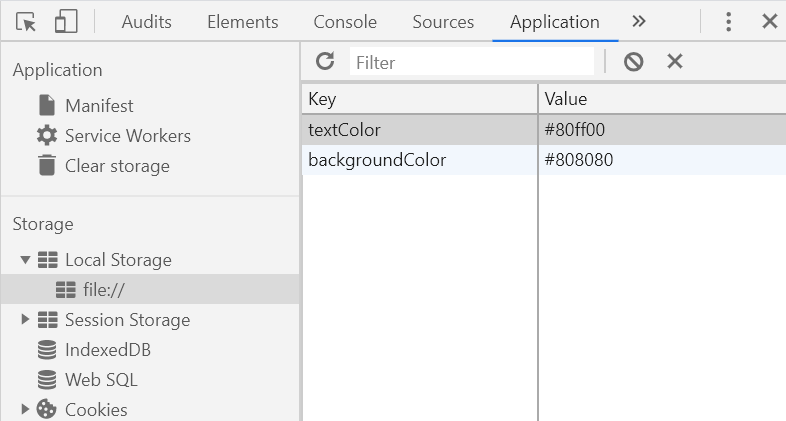 Audits Elements Console Sources Application »
Application
Manifest
Service Workers
Clear storage
Storage
Local Storage
file://
Session Storage
IndexedDB
Web SQL
Cookies
Filter
Key Value
textColor #80ff00
backgroundColor #808080